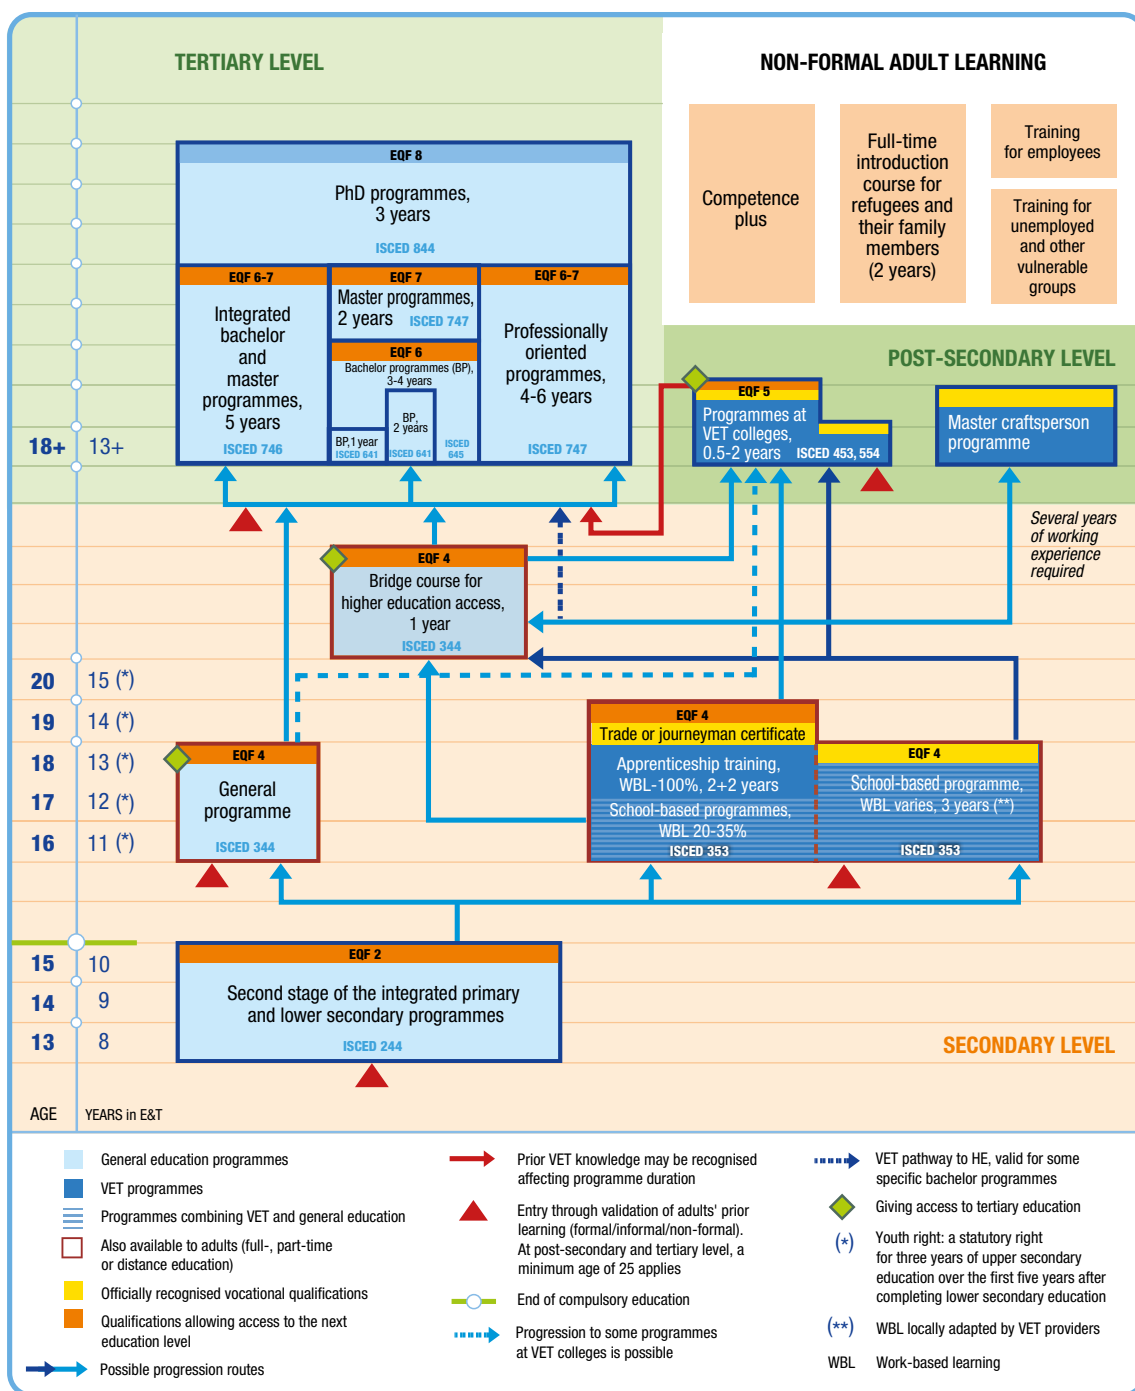 TERTIARY LEVEL
NON-FORMAL ADULT LEARNING
EQF 8
PhD programmes,
3 years
ISCED 844
EQF 6-7
Integrated
bachelor
and
master
programmes,
5 years
ISCED 746
EQF 7
Master programmes,
2 years
ISCED 747
EQF 6
Bachelor programmes (BP),
3-4 years
BP, 1 year
ISCED 641
BP,
2 years
ISCED 641
ISCED
645
EQF 6-7
Professionally
oriented
programmes,
4-6 years
ISCED 747
Competence
plus
Full-time
introduction
course for
refugees and
their family
members
(2 years)
Training
for employees
Training for
unemployed
and other
vulnerable
groups
POST-SECONDARY LEVEL
EQF 5
Programmes at
VET colleges,
0.5-2 years
ISCED 453, 554
Master craftsperson
programme
18+ 13+
Several years
of working
experience
required
EQF 4
Bridge course for
higher education access,
1 year
ISCED 344
20 15 (*)
19 14 (*)
18 13 (*)
17 12 (*)
16 11 (*)
EQF 4
General
programme
ISCED 344
EQF 4
Trade or journeyman certificate
Apprenticeship training,
WBL-100%, 2+2 years
School-based programmes,
WBL 20-35%
ISCED 353
EQF 4
School-based programme,
WBL varies, 3 years (**)
ISCED 353
15 10
14 9
13 8
EQF 2
Second stage of the integrated primary
and lower secondary programmes
ISCED 244
SECONDARY LEVEL
AGE YEARS in E&T
General education programmes
VET programmes
Programmes combining VET and general education
Also available to adults (full-, part-time
or distance education)
Officially recognised vocational qualifications
Qualifications allowing access to the next
education level
Possible progression routes
Prior VET knowledge may be recognised
affecting programme duration
Entry through validation of adults' prior
learning (formal/informal/non-formal).
At post-secondary and tertiary level, a
minimum age of 25 applies
End of compulsory education
Progression to some programmes
at VET colleges is possible
VET pathway to HE, valid for some
specific bachelor programmes
Giving access to tertiary education
(*) Youth right: a statutory right
for three years of upper secondary
education over the first five years after
completing lower secondary education
(**) WBL locally adapted by VET providers
WBL Work-based learning